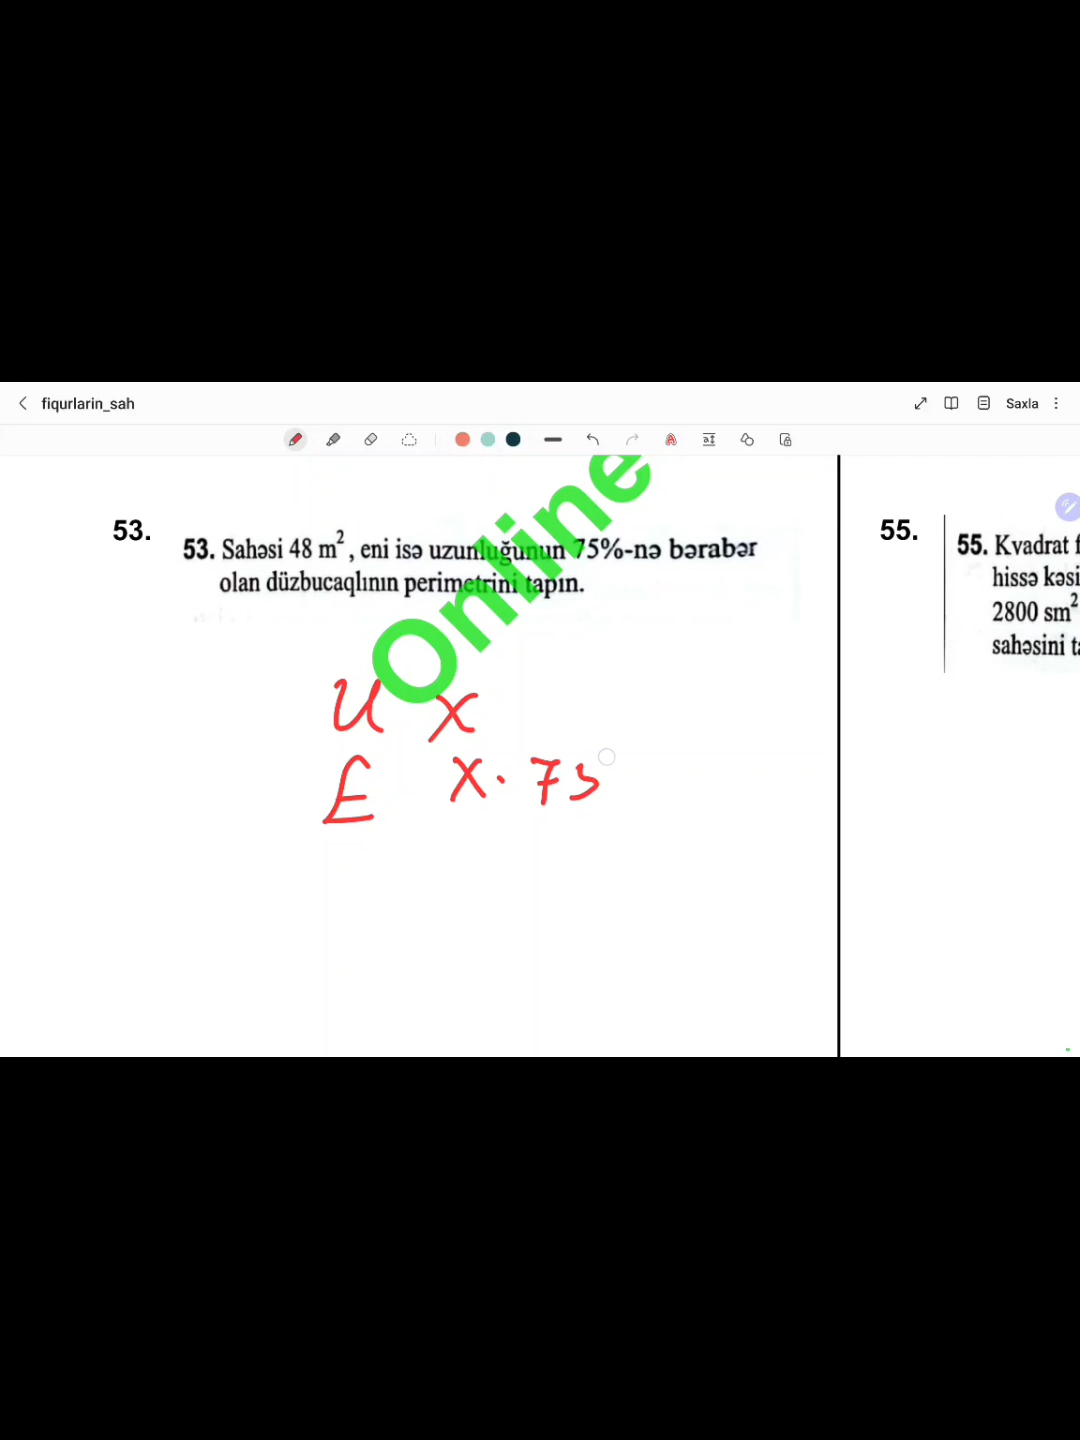 fiqurlarin_sah
Saxla
Online
53.
53. Sahəsi 48 m², eni isə uzunluğunun 75%-nə bərabər
olan düzbucaqlının perimetrini tapın.
U X
E X · 75
55.
55. Kvadrat f
hissə kəsi
2800 sm²
sahəsini ta